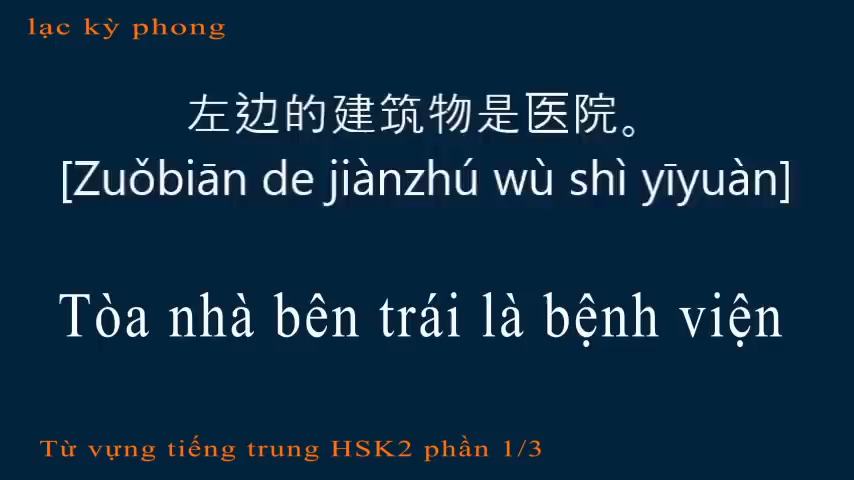 lạc kỳ phong
左边的建筑物是医院。
[Zuǒbiān de jiànzhú wù shì yīyuàn]
Tòa nhà bên trái là bệnh viện
Từ vựng tiếng trung HSK2 phần 1/3